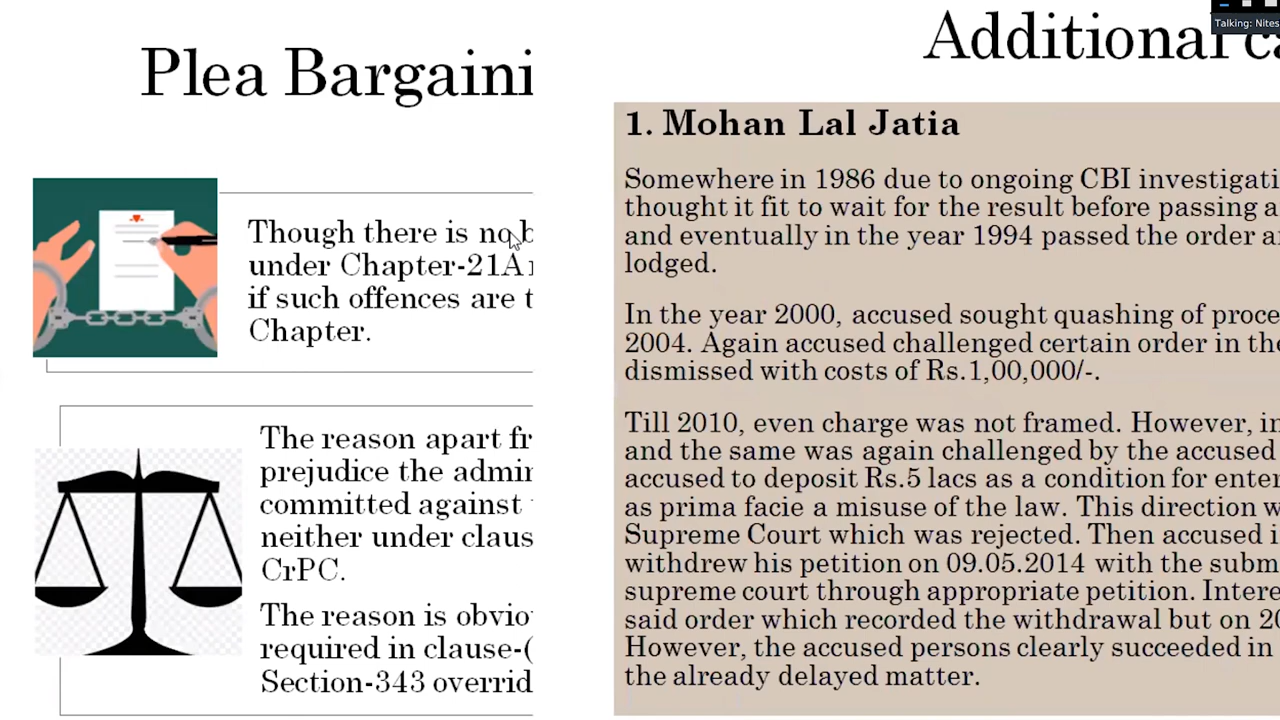 Plea Bargaini
Though there is no b
under Chapter-21A
if such offences are t
Chapter.
The reason apart fr
prejudice the admin
committed against
neither under claus
CrPC.
The reason is obvio
required in clause-(
Section-343 overrid
Additional ca
Talking: Nites
1. Mohan Lal Jatia
Somewhere in 1986 due to ongoing CBI investigati
thought it fit to wait for the result before passing a
and eventually in the year 1994 passed the order a
lodged.
In the year 2000, accused sought quashing of proce
2004. Again accused challenged certain order in the
dismissed with costs of Rs.1,00,000/-.
Till 2010, even charge was not framed. However, in
and the same was again challenged by the accused
accused to deposit Rs.5 lacs as a condition for enter
as prima facie a misuse of the law. This direction w
Supreme Court which was rejected. Then accused i
withdrew his petition on 09.05.2014 with the subm
supreme court through appropriate petition. Intere
said order which recorded the withdrawal but on 20
However, the accused persons clearly succeeded in
the already delayed matter.